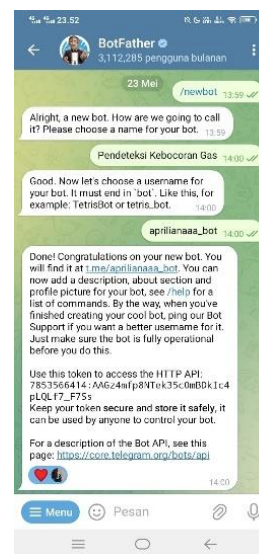 23.52
BotFather
3,112,285 pengguna bulanan
23 Mei
/newbot 13:59
Alright, a new bot. How are we going to call
it? Please choose a name for your bot. 13:59
Pendeteksi Kebocoran Gas 14:00
Good. Now let's choose a username for
your bot. It must end in `bot`. Like this, for
example: TetrisBot or tetris_bot. 14:00
aprilianaaa_bot 14:00
Done! Congratulations on your new bot. You
will find it at t.me/aprilianaaa_bot. You can
now add a description, about section and
profile picture for your bot, see /help for a
list of commands. By the way, when you've
finished creating your cool bot, ping our Bot
Support if you want a better username for it.
Just make sure the bot is fully operational
before you do this.
Use this token to access the HTTP API:
Keep your token secure and store it safely, it
can be used by anyone to control your bot.
For a description of the Bot API, see this
page: https://core.telegram.org/bots/api
14:00
Menu
Pesan